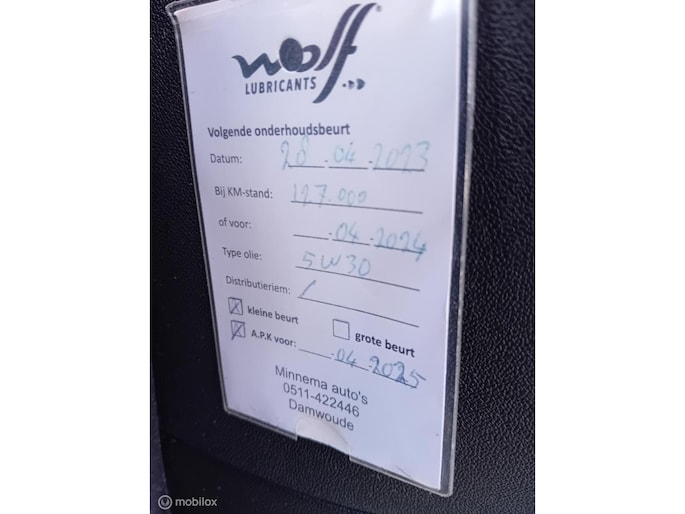 wolf
LUBRICANTS
Volgende onderhoudsbeurt
Datum: 28.04.2023
Bij KM-stand: 127.000
of voor: .04.2024
Type olie: 5W30
Distributieriem: /
kleine beurt
grote beurt
A.P.K voor: .04.2025
Minnema auto's
0511-422446
Damwoude
mobilox